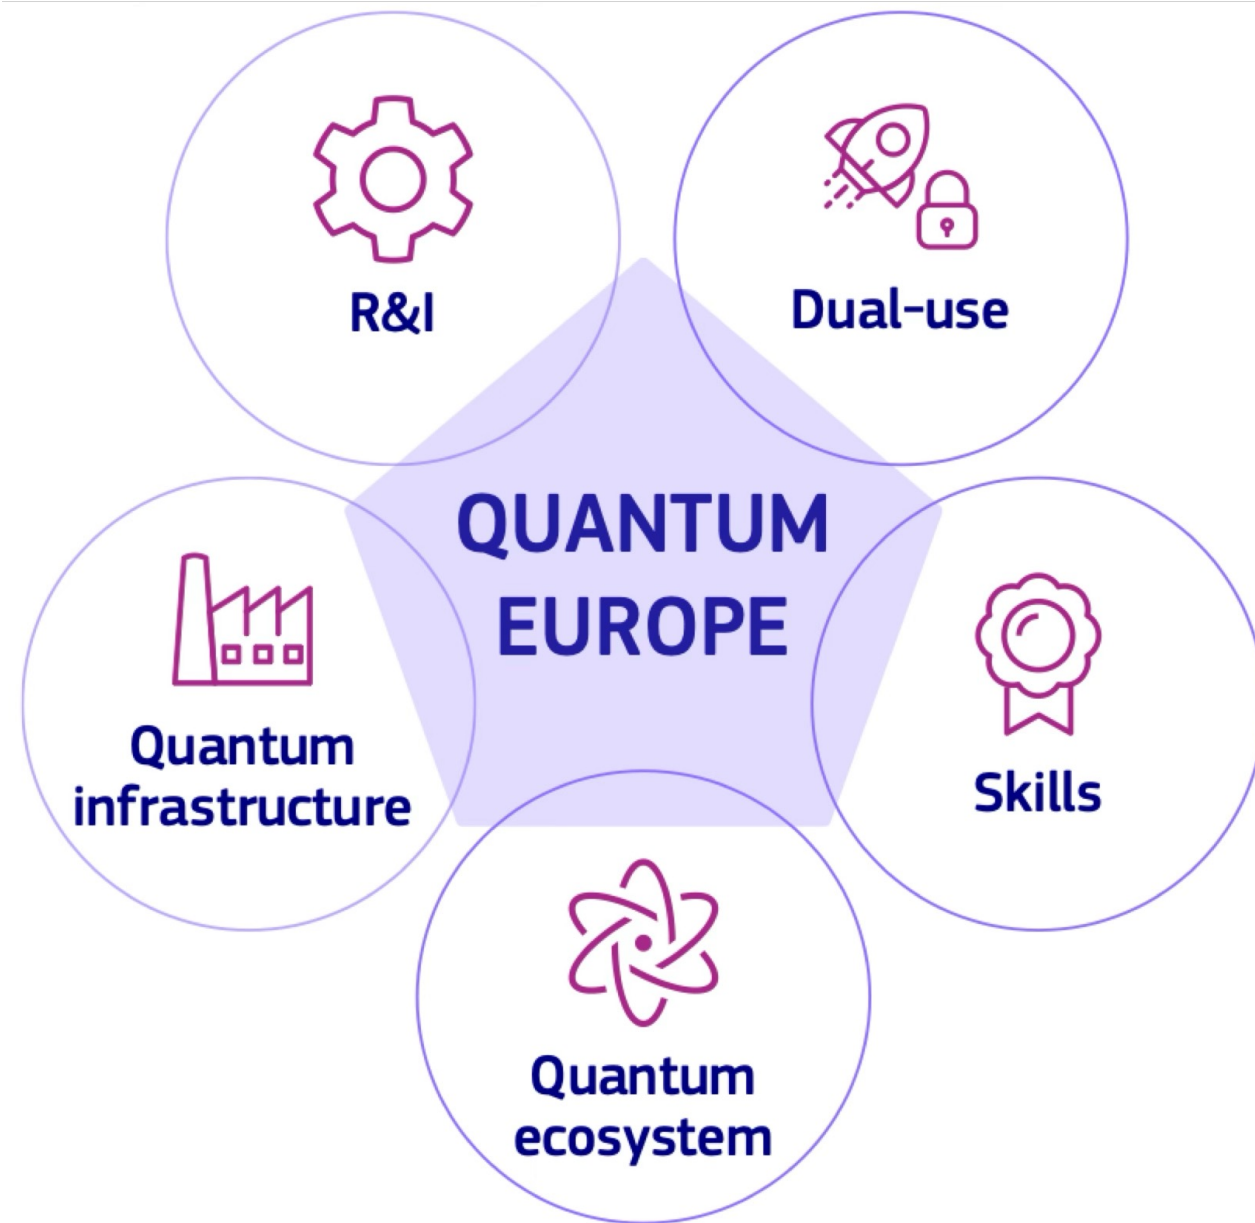 R&I
Dual-use
QUANTUM
EUROPE
Quantum
infrastructure
Skills
Quantum
ecosystem